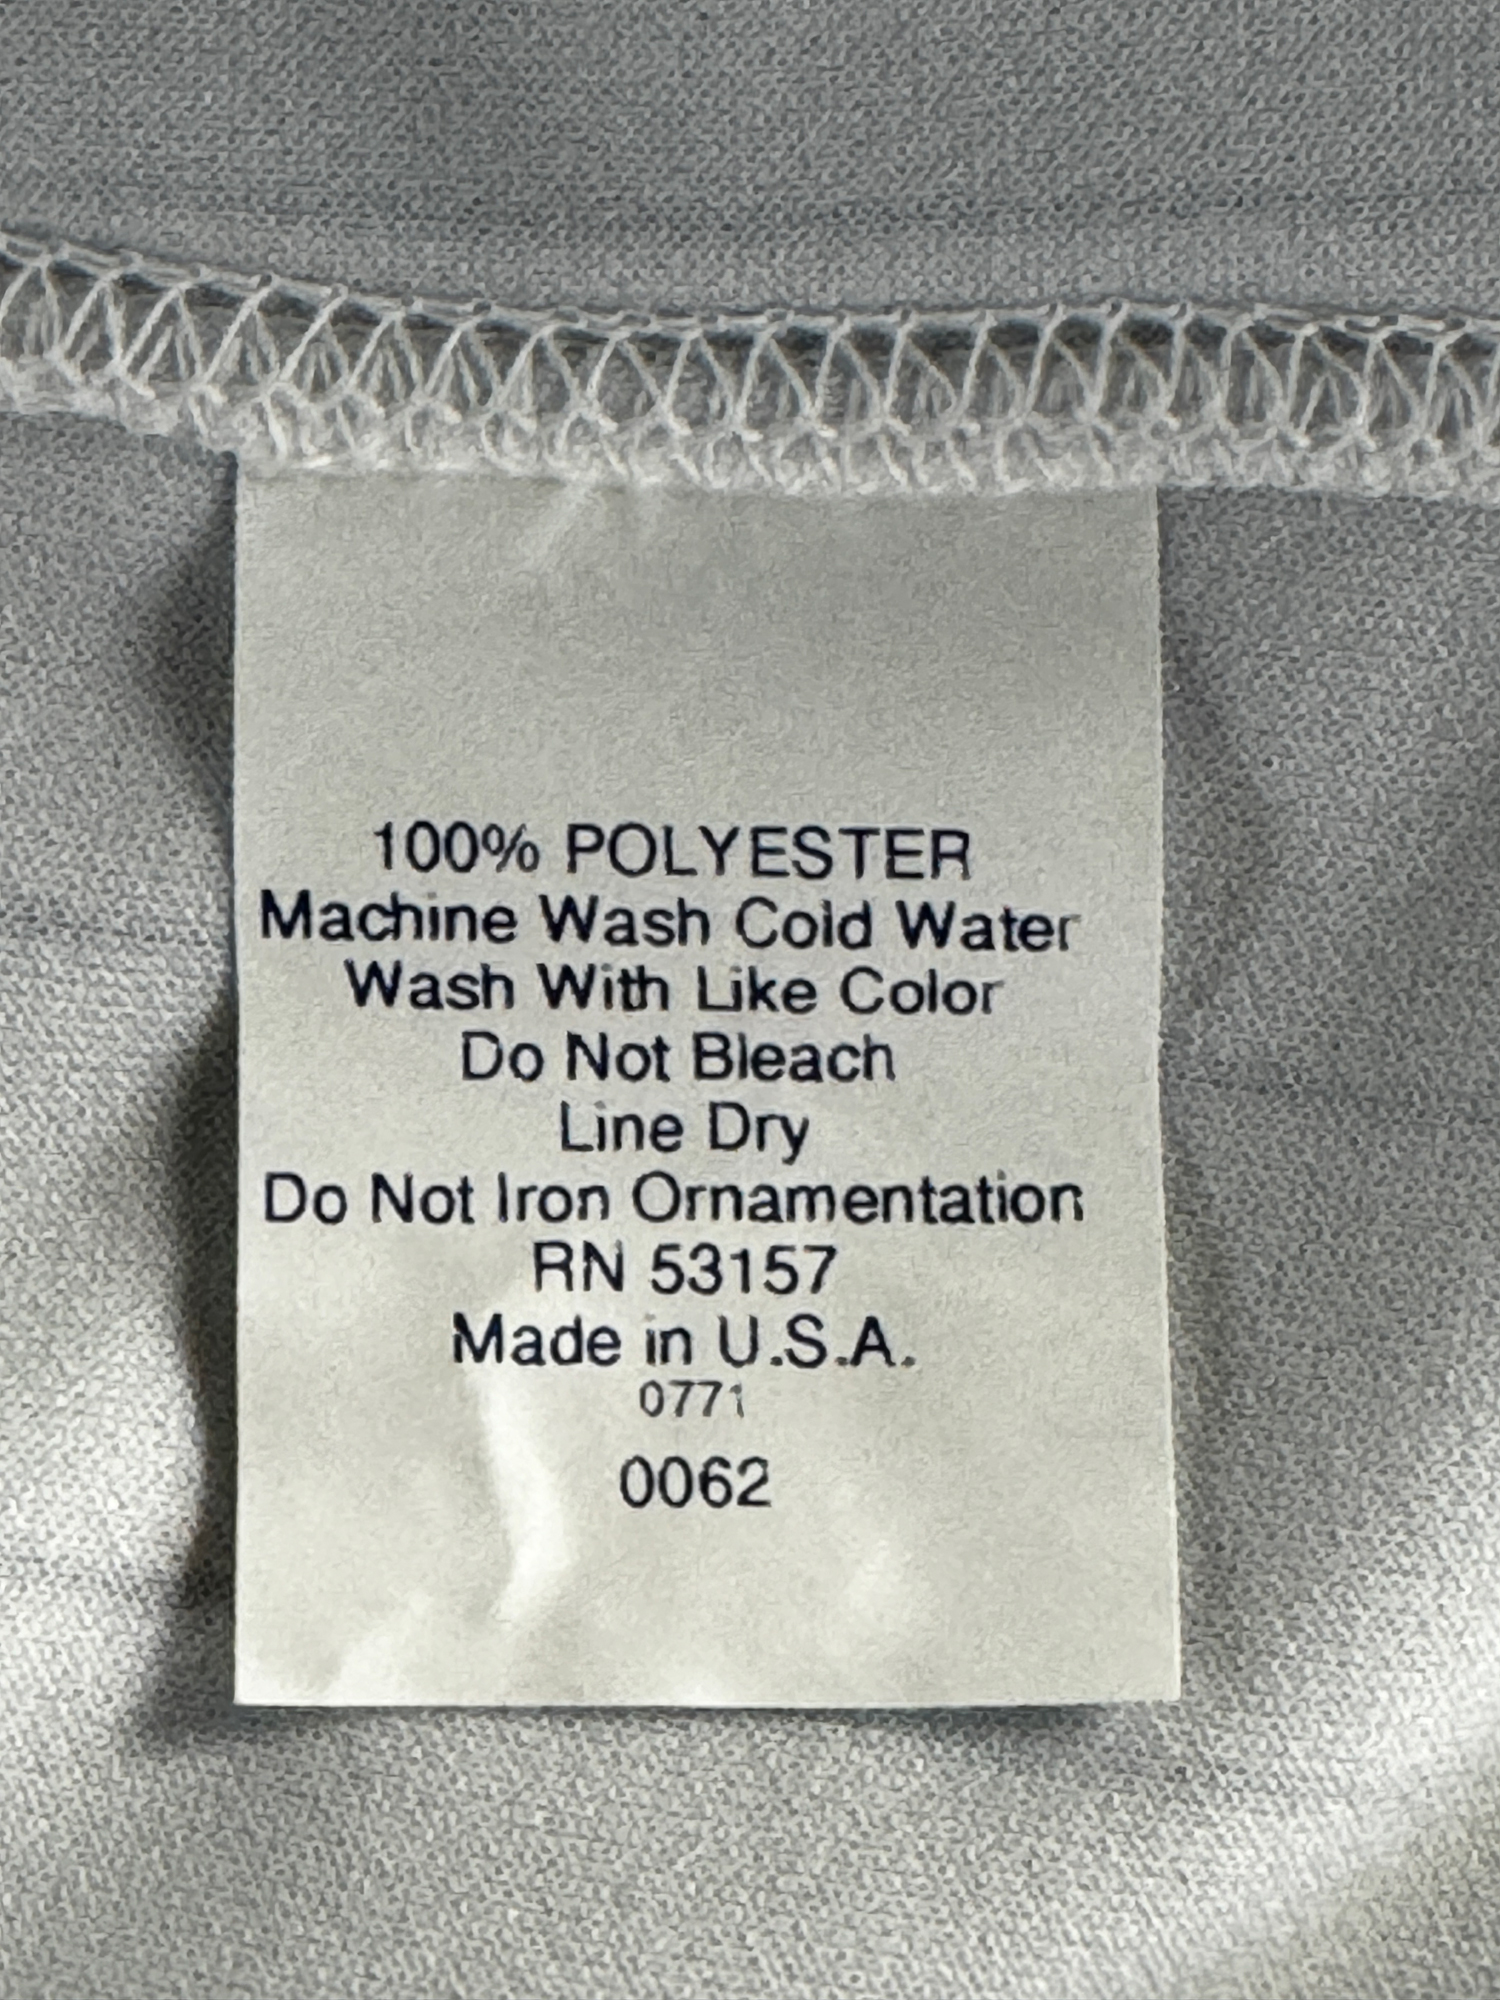 100% POLYESTER
Machine Wash Cold Water
Wash With Like Color
Do Not Bleach
Line Dry
Do Not Iron Ornamentation
RN 53157
Made in U.S.A.
0771
0062